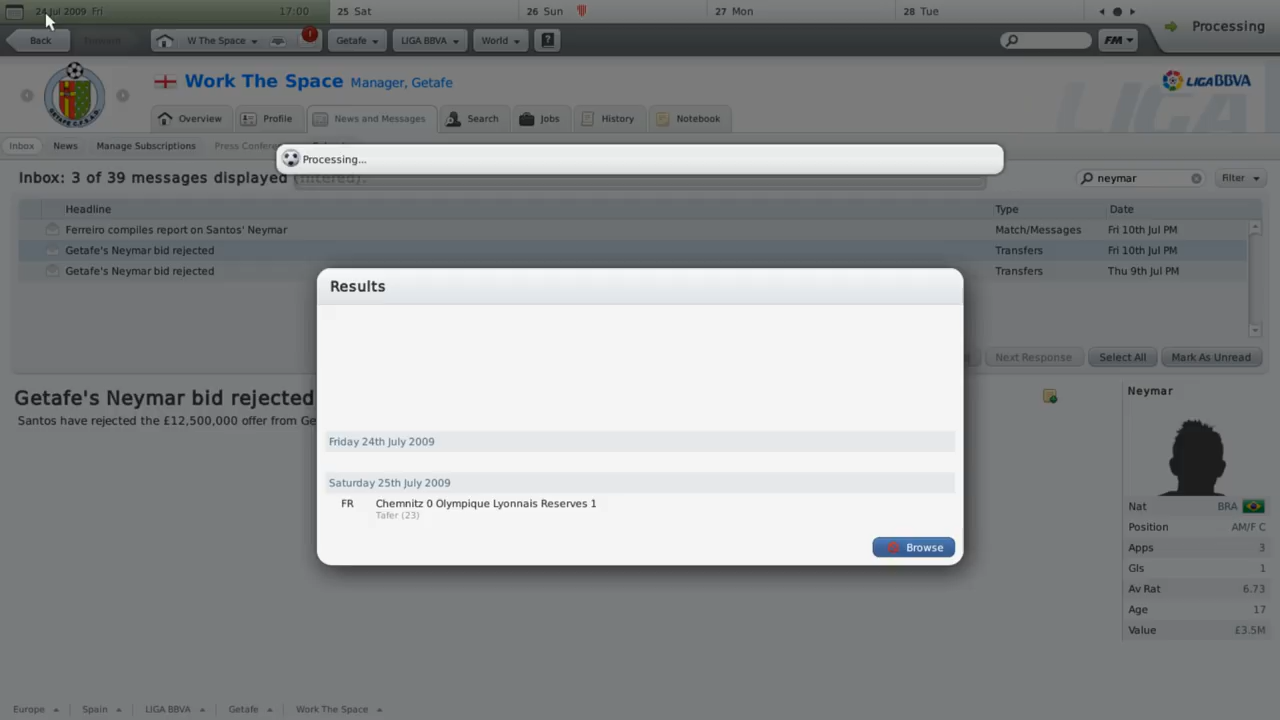 24 Jul 2009 Fri 17:00 25 Sat 26 Sun 27 Mon 28 Tue
Processing
Back W The Space ! Getafe LIGA BBVA World ? FM
Work The Space Manager, Getafe
LIGA BBVA
Overview Profile News and Messages Search Jobs History Notebook
Inbox News Manage Subscriptions Press Confere
Processing...
Inbox: 3 of 39 messages displayed (filtered). neymar Filter
Headline Type Date
Ferreiro compiles report on Santos' Neymar Match/Messages Fri 10th Jul PM
Getafe's Neymar bid rejected Transfers Fri 10th Jul PM
Getafe's Neymar bid rejected Transfers Thu 9th Jul PM
Results
Next Response Select All Mark As Unread
Getafe's Neymar bid rejected
Santos have rejected the £12,500,000 offer from Ge
Neymar
Friday 24th July 2009
Saturday 25th July 2009
FR Chemnitz 0 Olympique Lyonnais Reserves 1
Tafer (23)
Browse
Nat BRA
Position AM/F C
Apps 3
Gls 1
Av Rat 6.73
Age 17
Value £3.5M
Europe Spain LIGA BBVA Getafe Work The Space